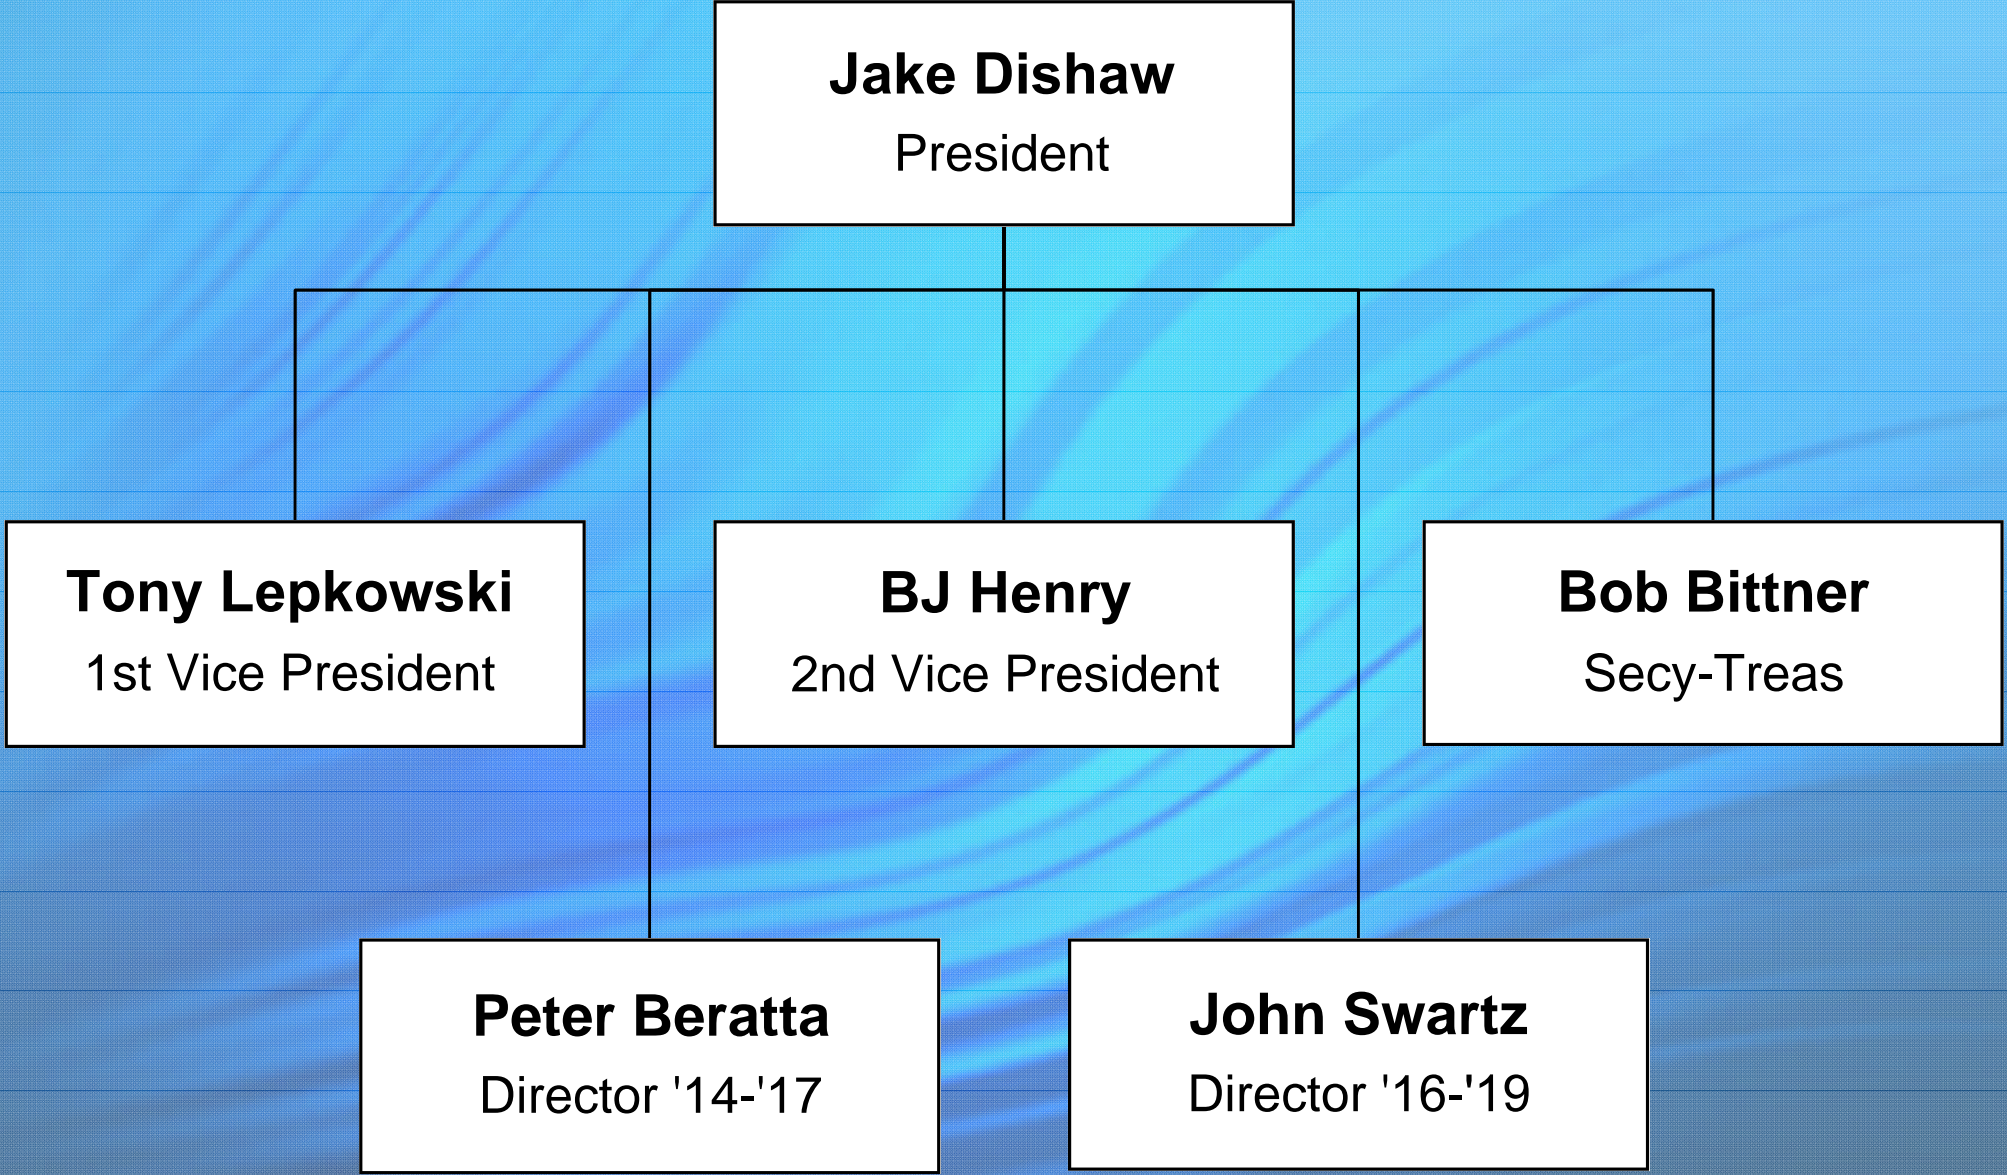 Jake Dishaw
President
Tony Lepkowski
1st Vice President
BJ Henry
2nd Vice President
Bob Bittner
Secy-Treas
Peter Beratta
Director '14-'17
John Swartz
Director '16-'19